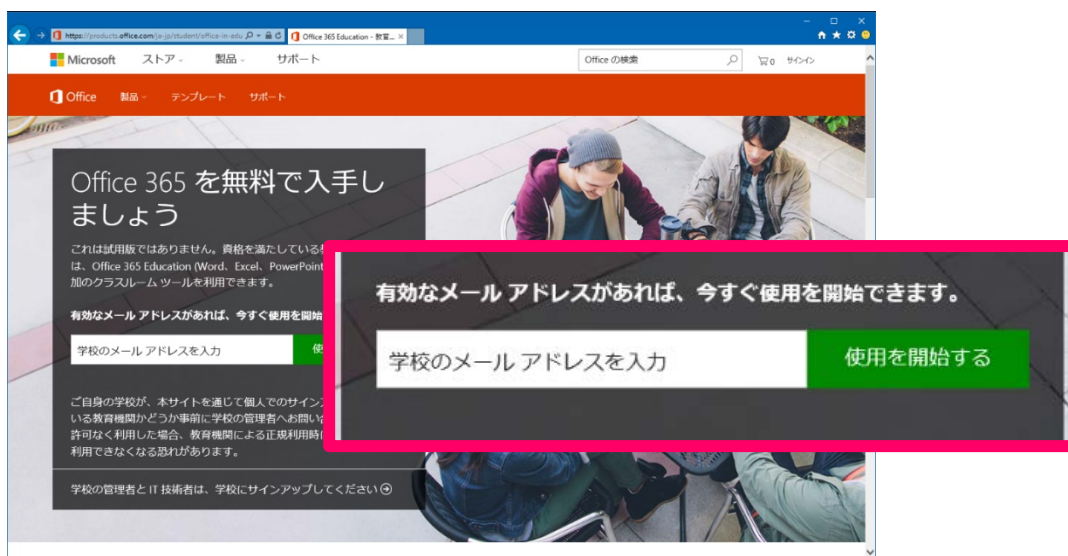 https://products.office.com/ja-jp/student/office-in-edu
Office 365 Education - 教育...
Microsoft ストア 製品 サポート Office の検索 0 サインイン
Office 製品 テンプレート サポート
Office 365 を無料で入手し
ましょう
これは試用版ではありません。資格を満たしている
は、Office 365 Education (Word、Excel、PowerPoint
加のクラスルーム ツールを利用できます。
有効なメール アドレスがあれば、今すぐ使用を開始
学校のメール アドレスを入力 使
ご自身の学校が、本サイトを通じて個人でのサインア
いる教育機関かどうか事前に学校の管理者へお問い合
許可なく利用した場合、教育機関による正規利用時に
利用できなくなる恐れがあります。
学校の管理者と IT 技術者は、学校にサインアップしてください
有効なメール アドレスがあれば、今すぐ使用を開始できます。
学校のメール アドレスを入力 使用を開始する